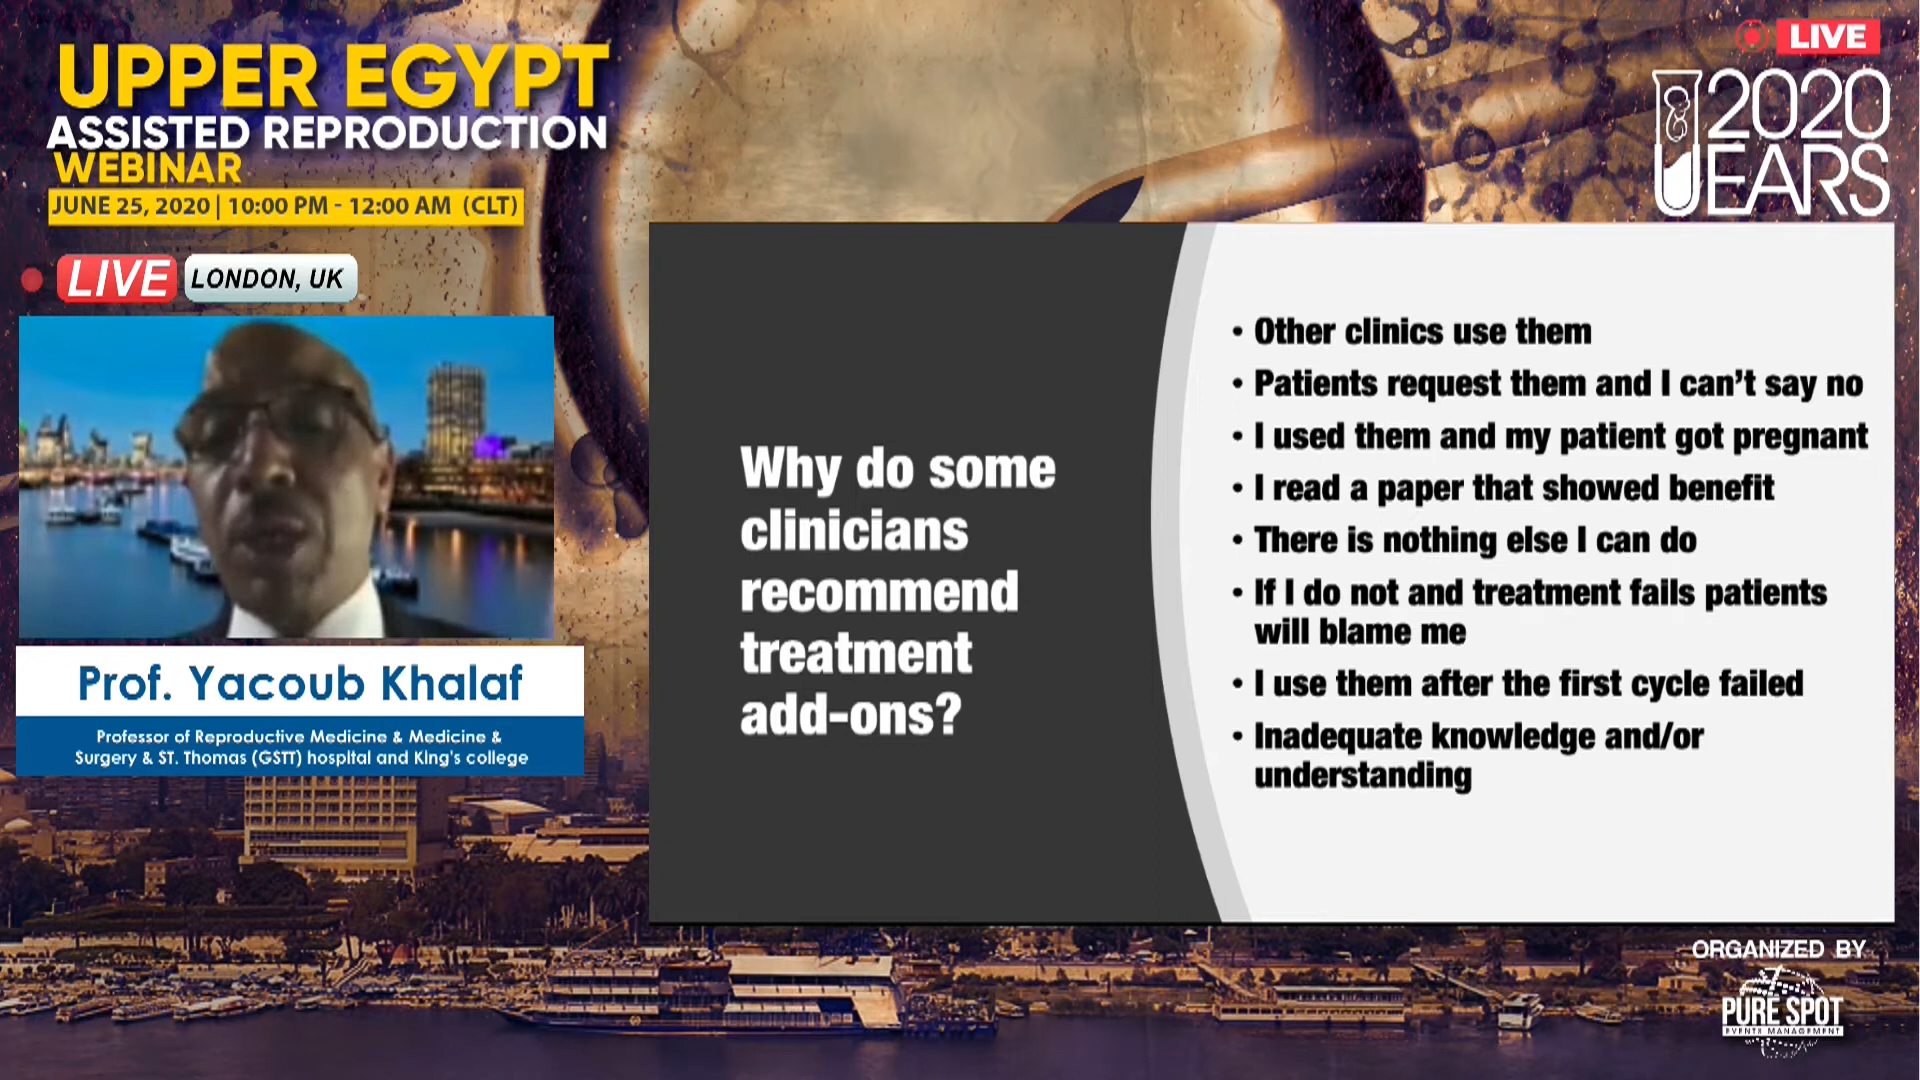 UPPER EGYPT
ASSISTED REPRODUCTION
WEBINAR
JUNE 25, 2020 | 10:00 PM - 12:00 AM (CLT)
LIVE
2020
UEARS
LIVE
LONDON, UK
Prof. Yacoub Khalaf
Professor of Reproductive Medicine & Medicine &
Surgery & ST. Thomas (GSTT) hospital and King's college
Why do some
clinicians
recommend
treatment
add-ons?
• Other clinics use them
• Patients request them and I can't say no
• I used them and my patient got pregnant
• I read a paper that showed benefit
• There is nothing else I can do
• If I do not and treatment fails patients
will blame me
• I use them after the first cycle failed
• Inadequate knowledge and/or
understanding
ORGANIZED BY
PURE SPOT
EVENTS MANAGEMENT